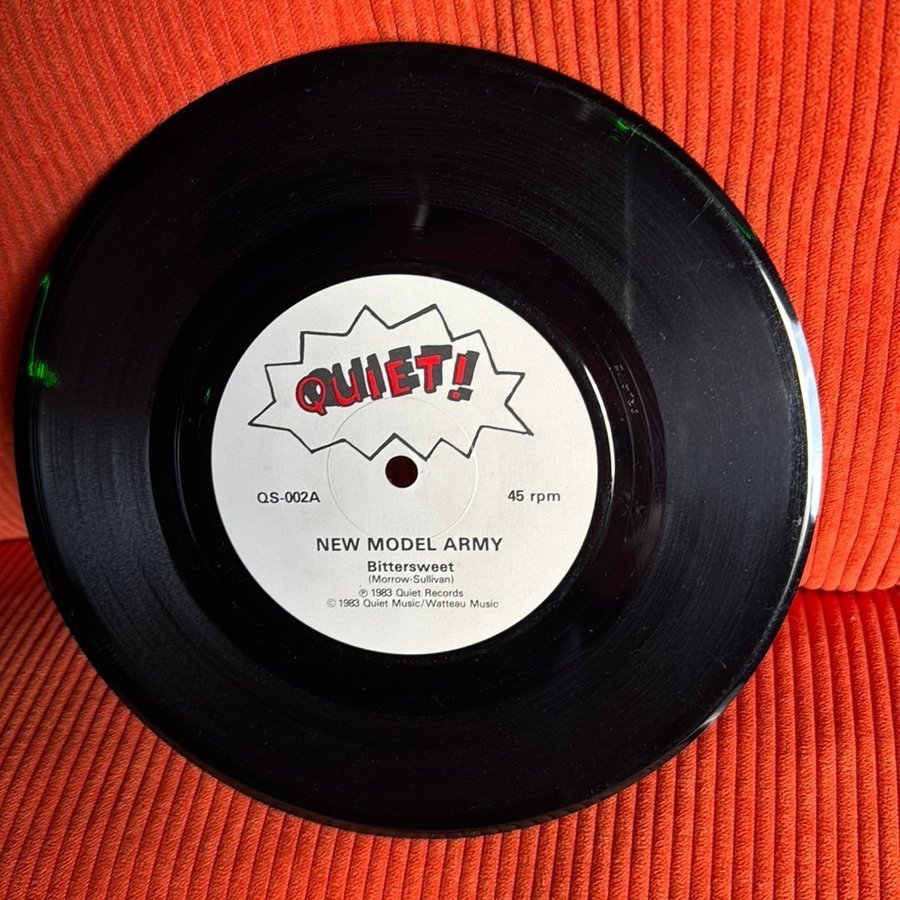 QUIET!
QS-002A 45 rpm
NEW MODEL ARMY
Bittersweet
(Morrow-Sullivan)
℗ 1983 Quiet Records
© 1983 Quiet Music/Watteau Music